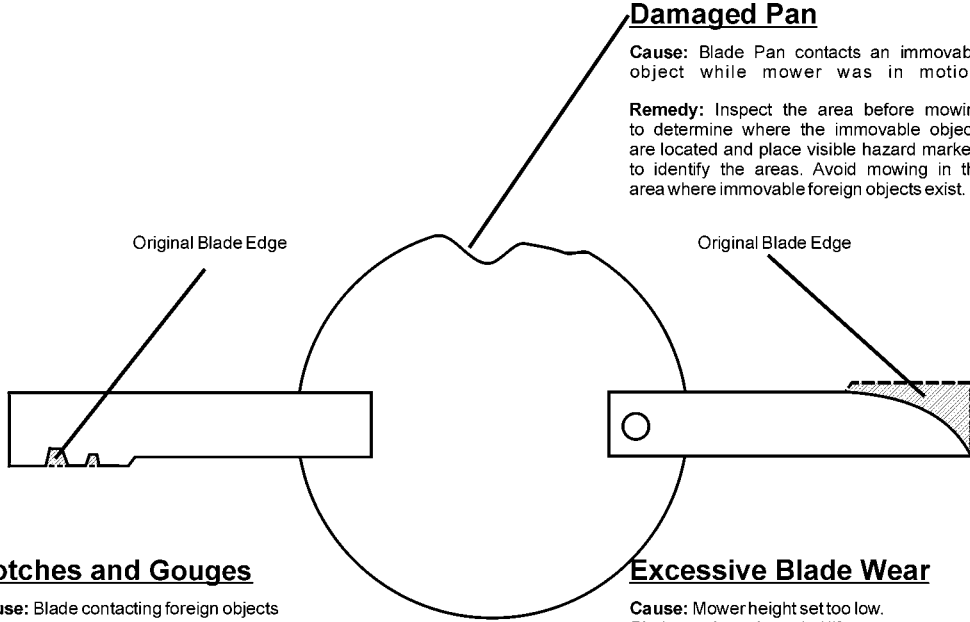 Damaged Pan
Cause: Blade Pan contacts an immovab
object while mower was in motio
Remedy: Inspect the area before mowin
to determine where the immovable objec
are located and place visible hazard marke
to identify the areas. Avoid mowing in th
area where immovable foreign objects exist.
Original Blade Edge
Original Blade Edge
otches and Gouges
use: Blade contacting foreign objects
Excessive Blade Wear
Cause: Mower height set too low.